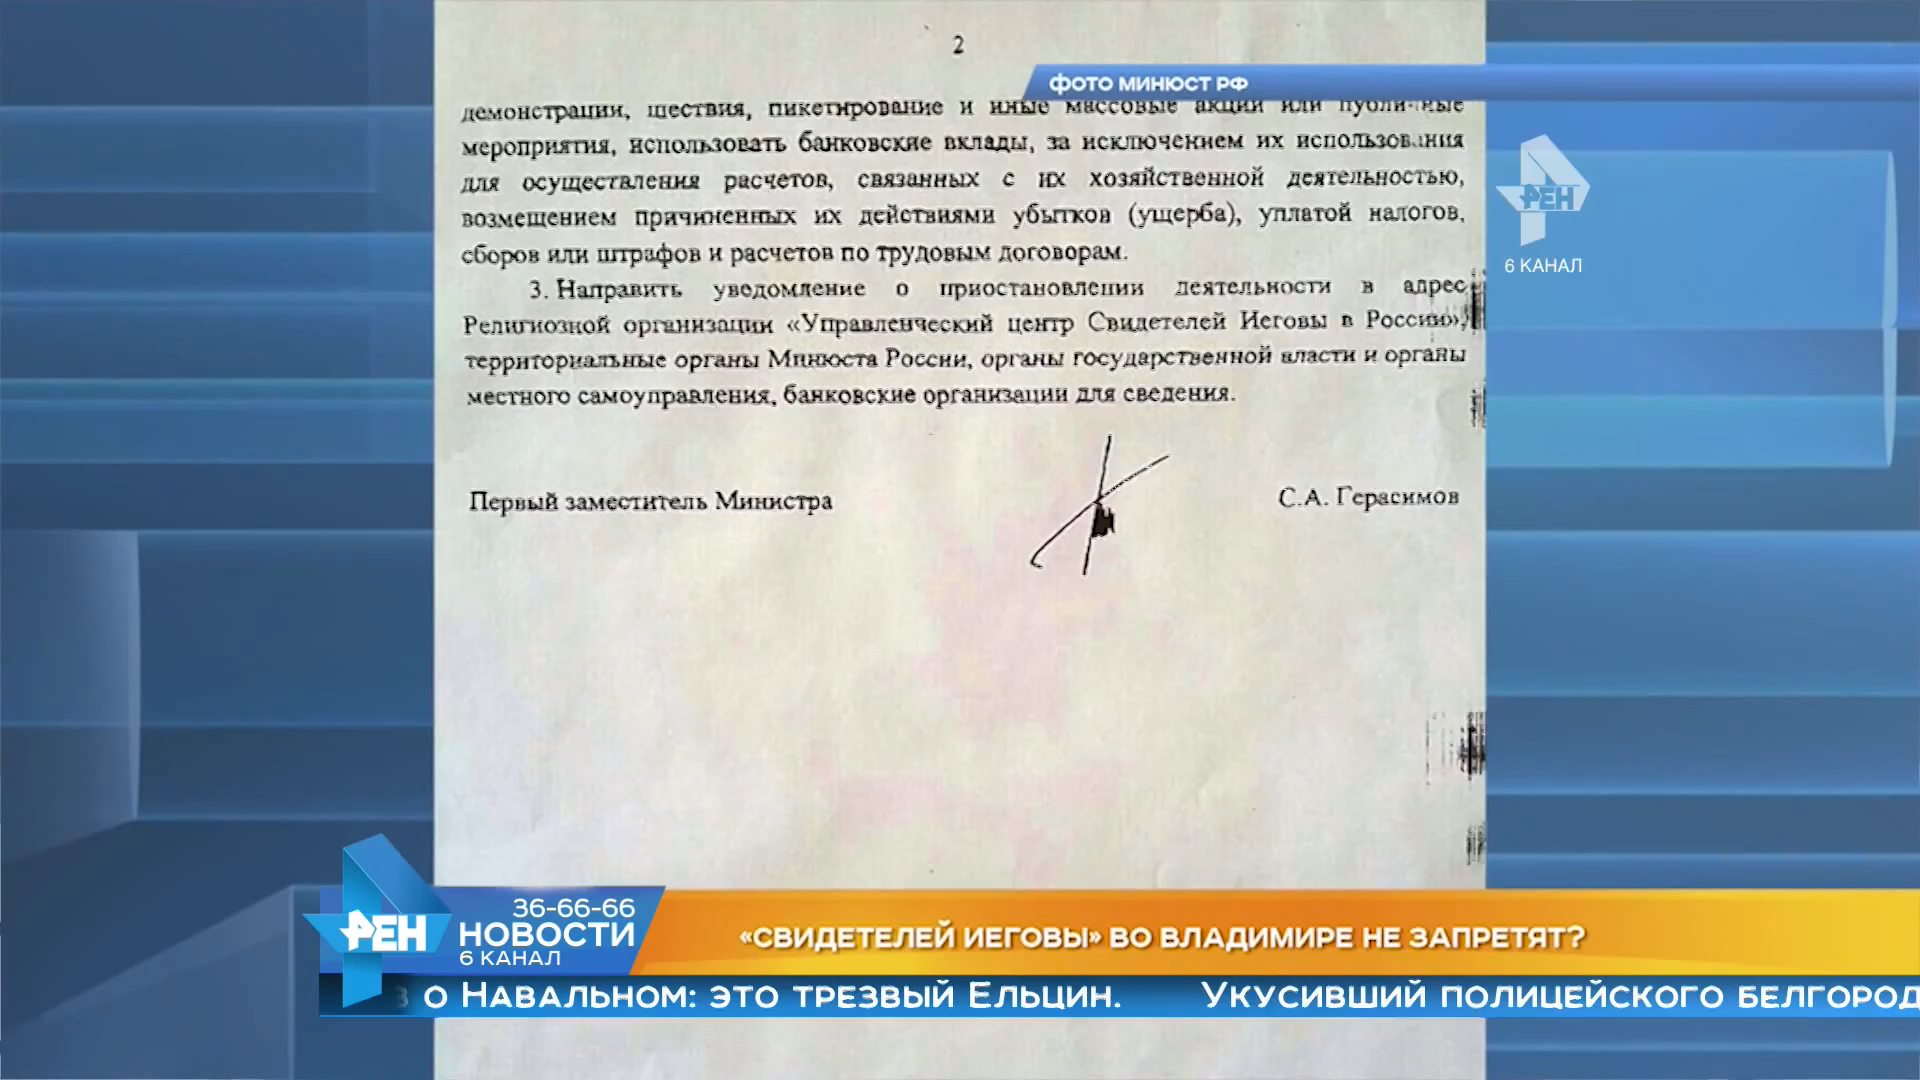 2
ФОТО МИНЮСТ РФ
демонстрации, шествия, пикетирование и иные массовые акции или публичные
мероприятия, использовать банковские вклады, за исключением их использования
для осуществления расчетов, связанных с их хозяйственной деятельностью,
возмещением причиненных их действиями убытков (ущерба), уплатой налогов,
сборов или штрафов и расчетов по трудовым договорам.
3. Направить уведомление о приостановлении деятельности в адрес
Религиозной организации «Управленческий центр Свидетелей Иеговы в России»,
территориальные органы Минюста России, органы государственной власти и органы
местного самоуправления, банковские организации для сведения.
Первый заместитель Министра
С.А. Герасимов
РЕН
6 КАНАЛ
РЕН
36-66-66
НОВОСТИ
6 КАНАЛ
«СВИДЕТЕЛЕЙ ИЕГОВЫ» ВО ВЛАДИМИРЕ НЕ ЗАПРЕТЯТ?
о Навальном: это трезвый Ельцин. Укусивший полицейского белгород